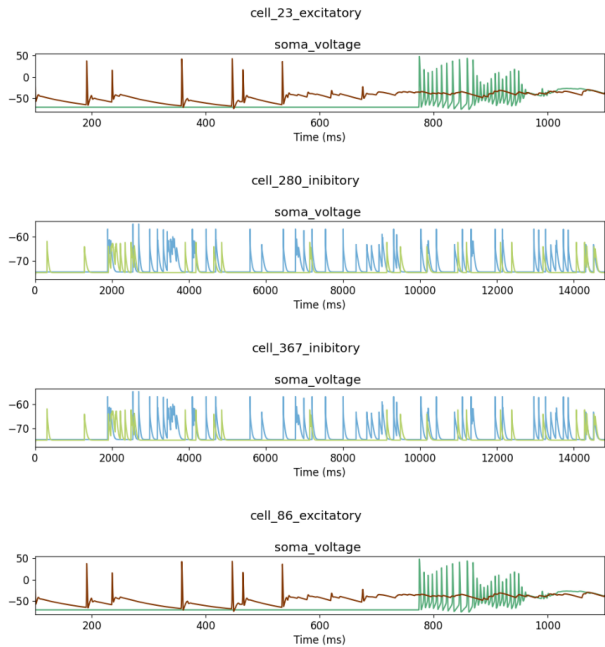 cell_23_excitatory
soma_voltage
50
0
−50
200 400 600 800 1000
Time (ms)
cell_280_inibitory
soma_voltage
−60
−70
0 2000 4000 6000 8000 10000 12000 14000
Time (ms)
cell_367_inibitory
soma_voltage
−60
−70
0 2000 4000 6000 8000 10000 12000 14000
Time (ms)
cell_86_excitatory
soma_voltage
50
0
−50
200 400 600 800 1000
Time (ms)